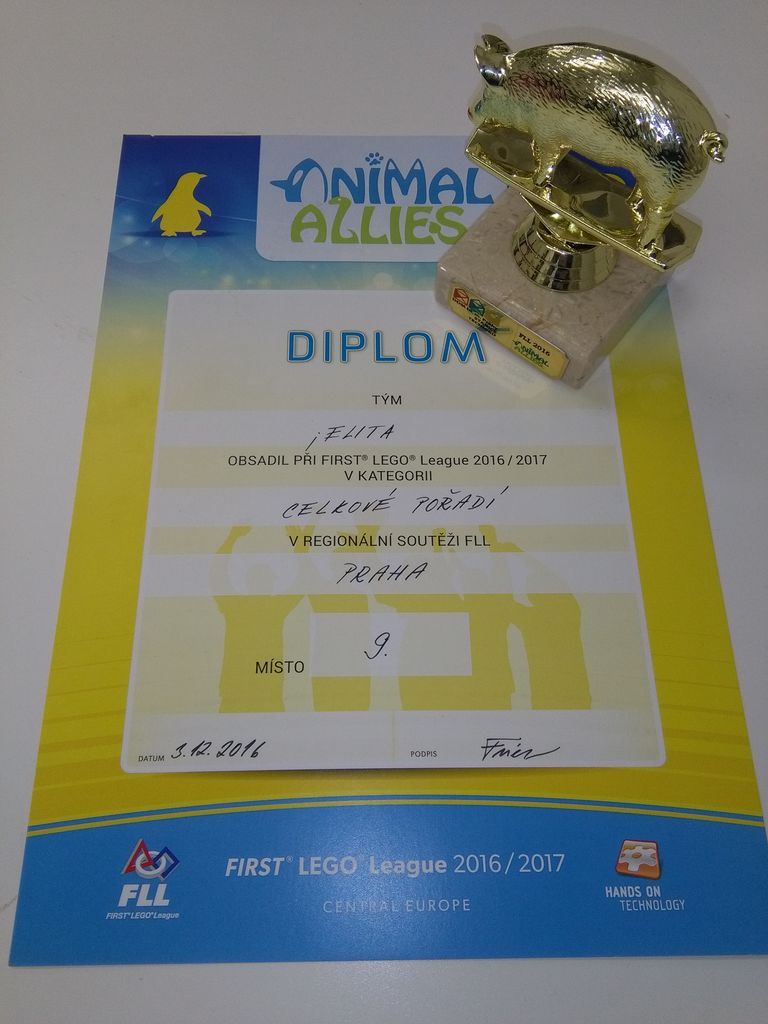 ANIMAL
ALLIES
FLL 2016
ANIMAL
ALLIES
DIPLOM
TÝM
¡ELITA
OBSADIL PŘI FIRST® LEGO® League 2016/2017
V KATEGORII
CELKOVÉ POŘADÍ
V REGIONÁLNÍ SOUTĚŽI FLL
PRAHA
MÍSTO 9.
DATUM 3.12.2016 PODPIS
FLL
FIRST® LEGO® League
FIRST® LEGO® League 2016/2017
CENTRAL EUROPE
HANDS ON
TECHNOLOGY